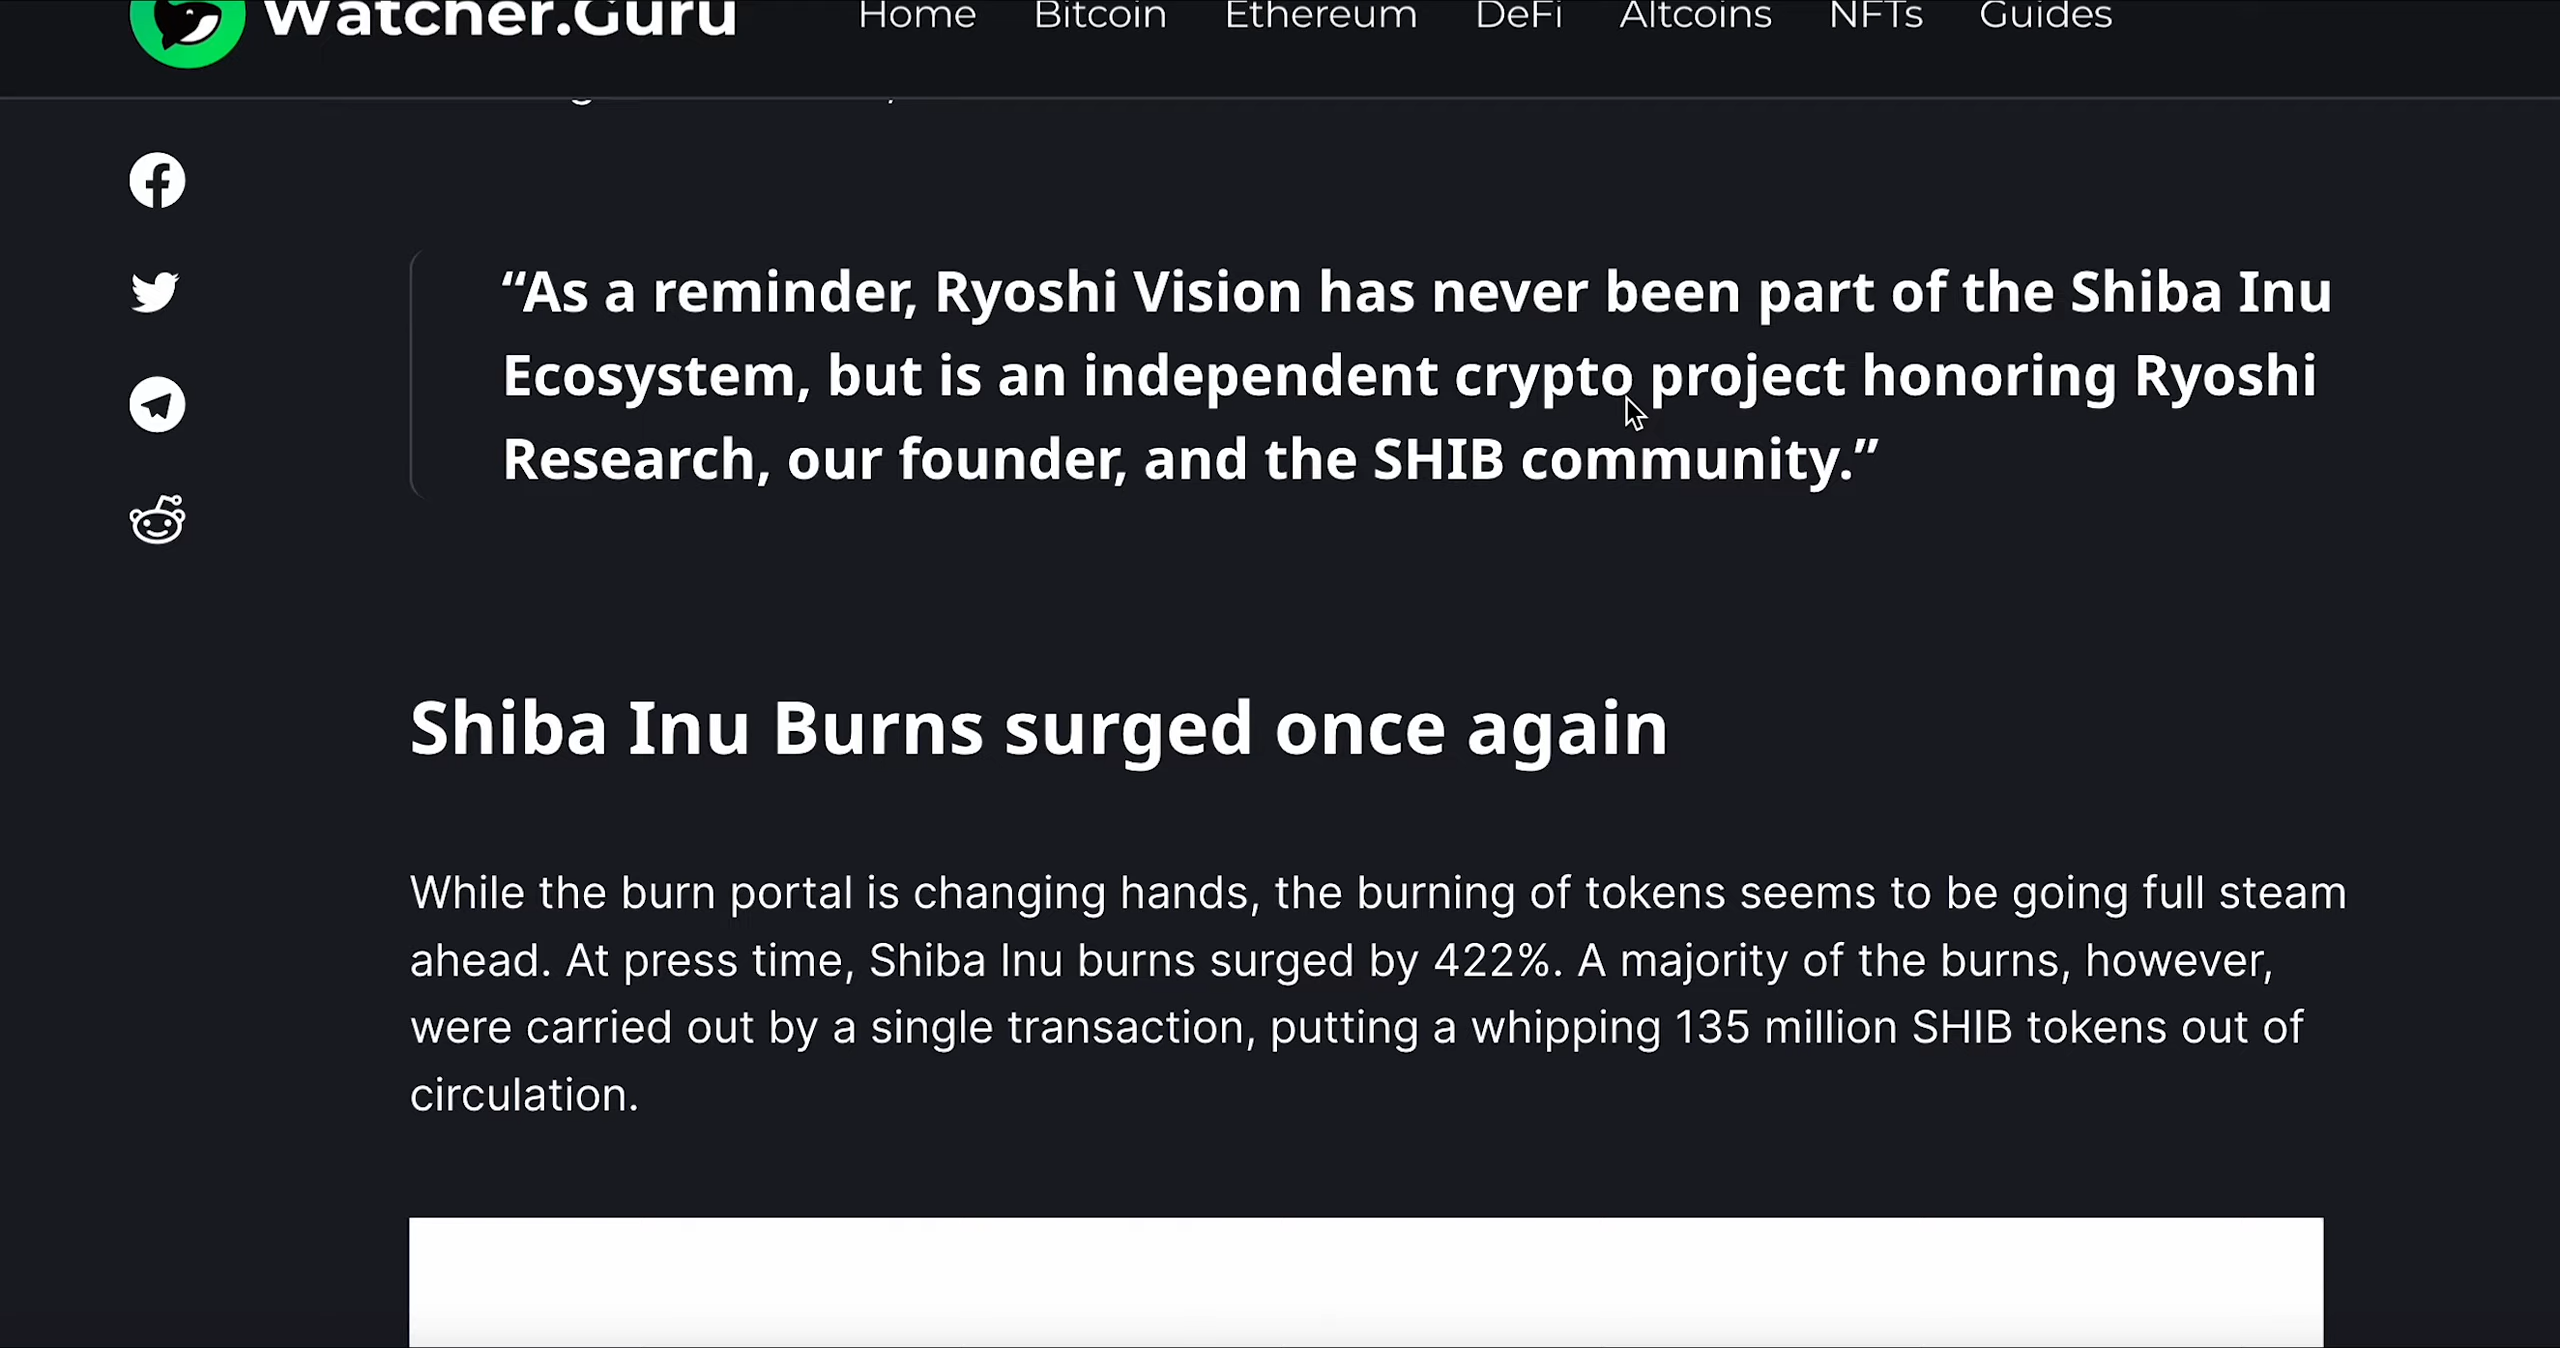 Watcher.Guru
Home Bitcoin Ethereum DeFi Altcoins NFTs Guides
“As a reminder, Ryoshi Vision has never been part of the Shiba Inu
Ecosystem, but is an independent crypto project honoring Ryoshi
Research, our founder, and the SHIB community.”
Shiba Inu Burns surged once again
While the burn portal is changing hands, the burning of tokens seems to be going full steam
ahead. At press time, Shiba Inu burns surged by 422%. A majority of the burns, however,
were carried out by a single transaction, putting a whipping 135 million SHIB tokens out of
circulation.